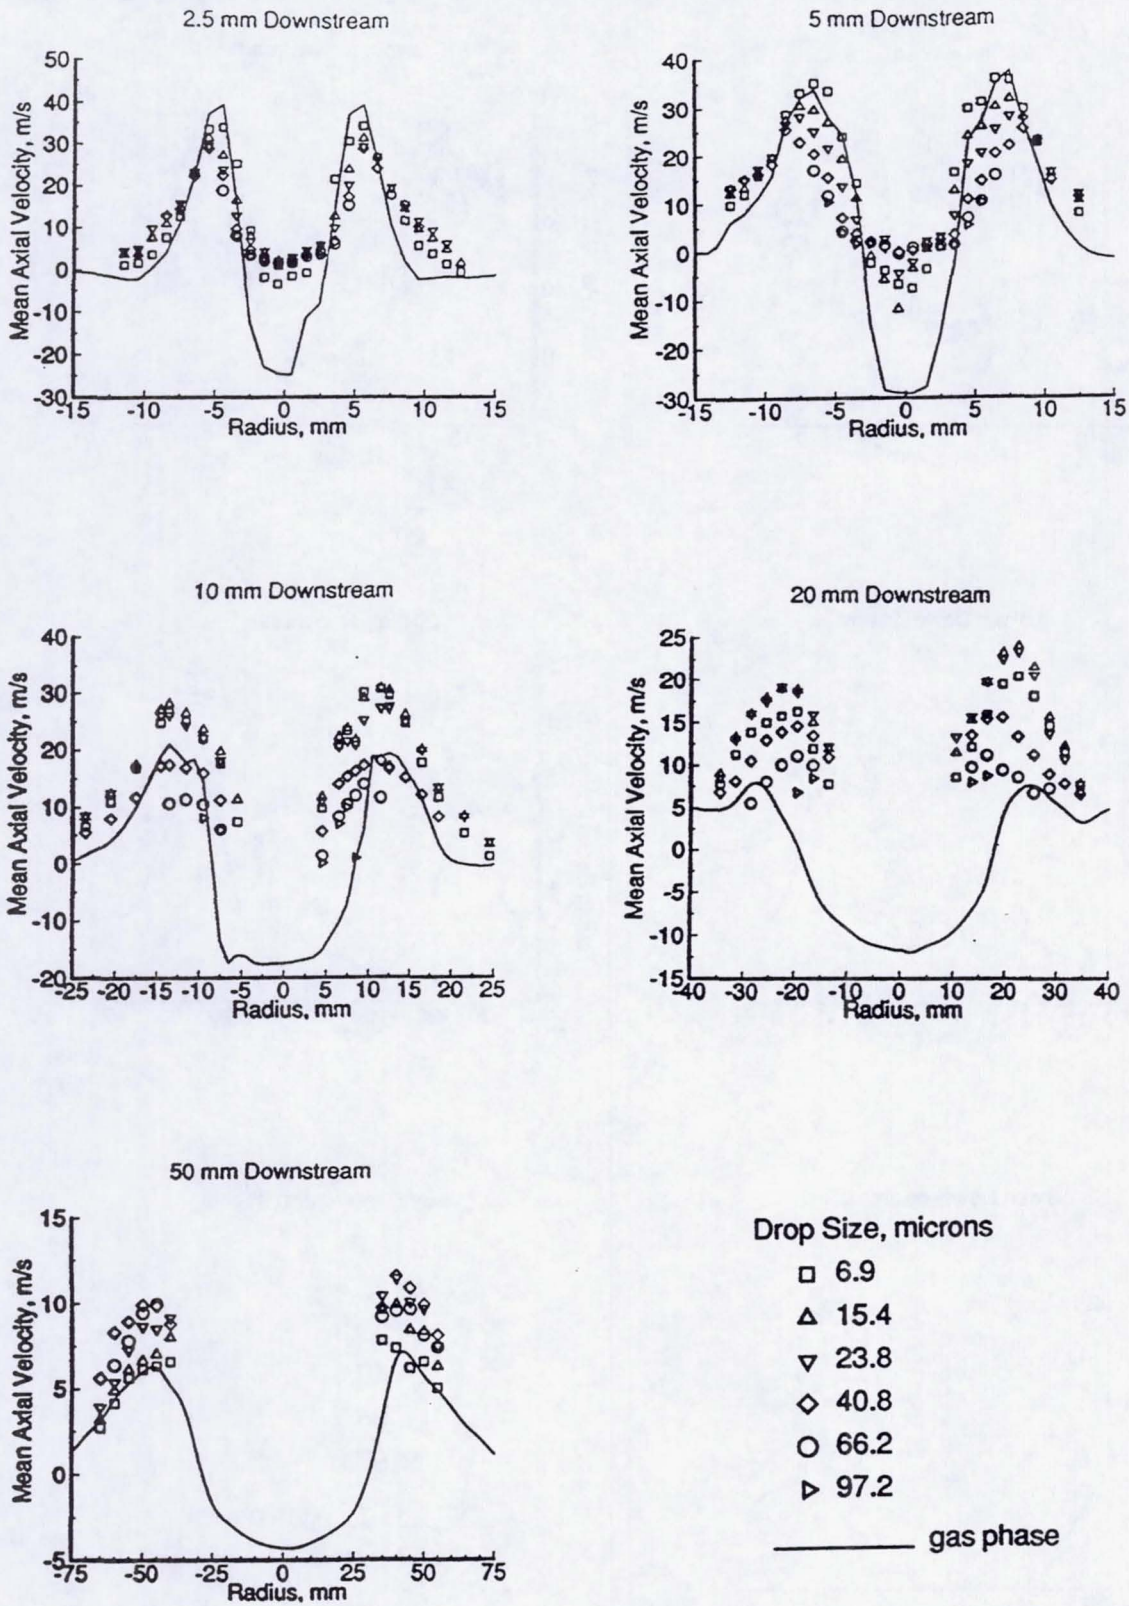 2.5 mm Downstream
Mean Axial Velocity, m/s
50
40
30
20
10
0
-10
-20
-30
-15 -10 -5 0 5 10 15
Radius, mm
5 mm Downstream
Mean Axial Velocity, m/s
40
30
20
10
0
-10
-20
-30
-15 -10 -5 0 5 10 15
Radius, mm
10 mm Downstream
Mean Axial Velocity, m/s
40
30
20
10
0
-10
-20
-25 -20 -15 -10 -5 0 5 10 15 20 25
Radius, mm
20 mm Downstream
Mean Axial Velocity, m/s
25
20
15
10
5
0
-5
-10
-15
-40 -30 -20 -10 0 10 20 30 40
Radius, mm
50 mm Downstream
Mean Axial Velocity, m/s
15
10
5
0
-5
-75 -50 -25 0 25 50 75
Radius, mm
Drop Size, microns
6.9
15.4
23.8
40.8
66.2
97.2
gas phase